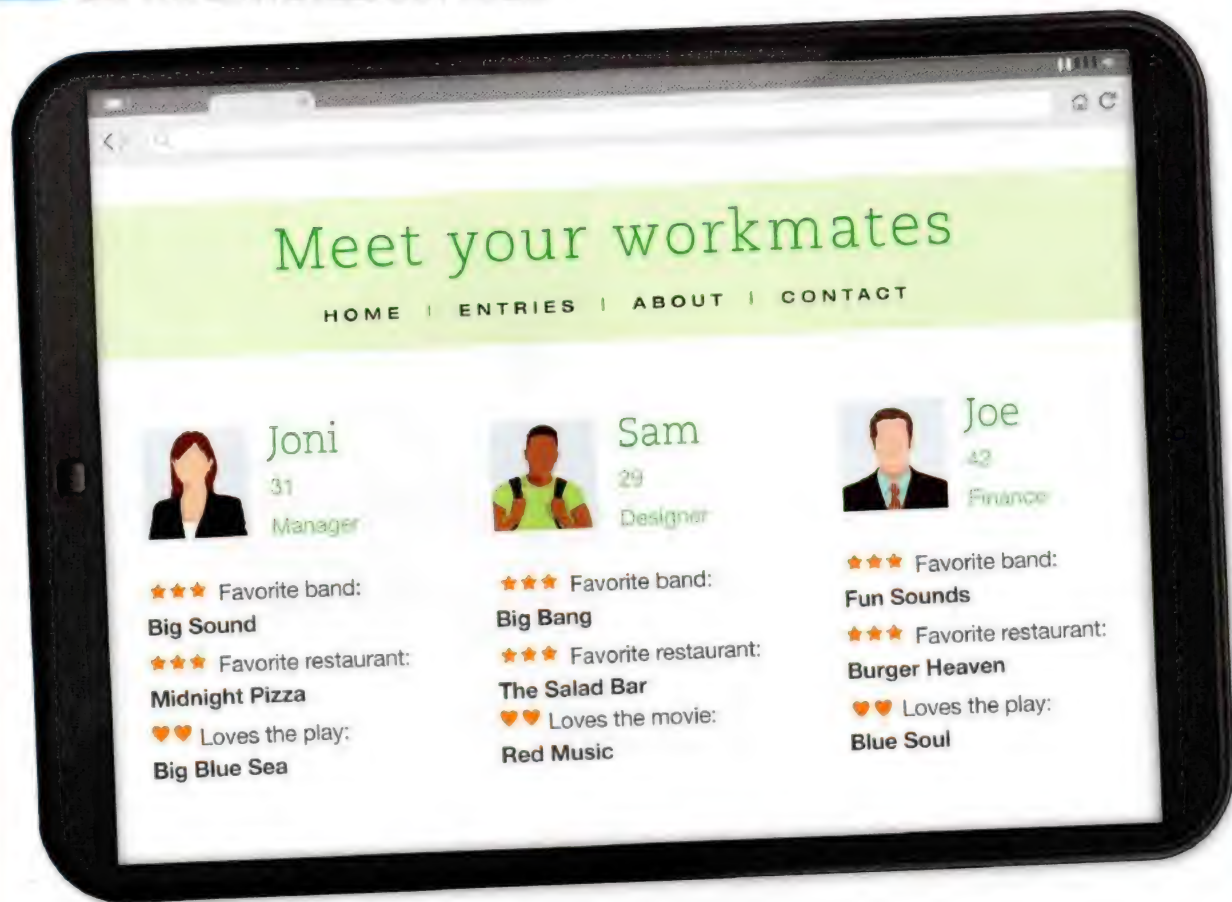 Meet your workmates
HOME | ENTRIES | ABOUT | CONTACT
Joni
31
Manager
Favorite band:
Big Sound
Favorite restaurant:
Midnight Pizza
Loves the play:
Big Blue Sea
Sam
29
Designer
Favorite band:
Big Bang
Favorite restaurant:
The Salad Bar
Loves the movie:
Red Music
Joe
42
Finance
Favorite band:
Fun Sounds
Favorite restaurant:
Burger Heaven
Loves the play:
Blue Soul